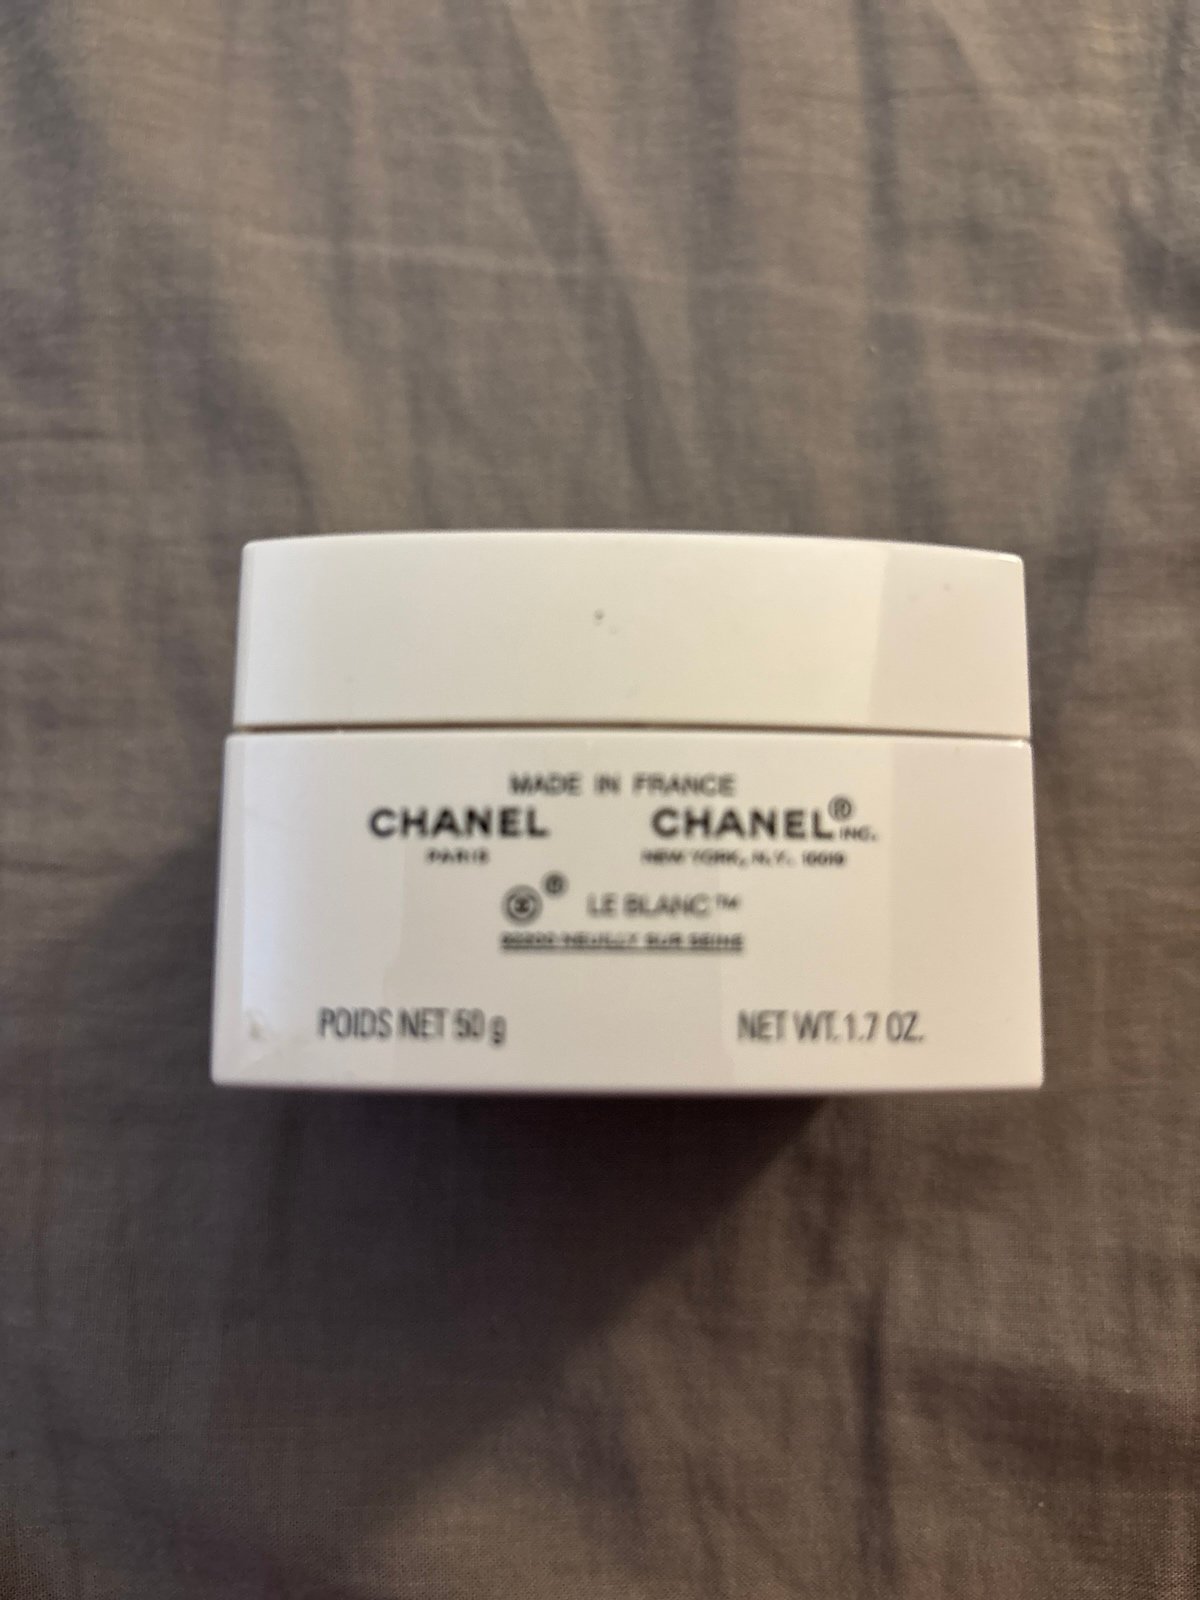 MADE IN FRANCE
CHANEL CHANEL® INC.
PARIS NEW YORK, N.Y. 10019
® LE BLANC™
92200 NEUILLY SUR SEINE
POIDS NET 50 g NET WT. 1.7 OZ.